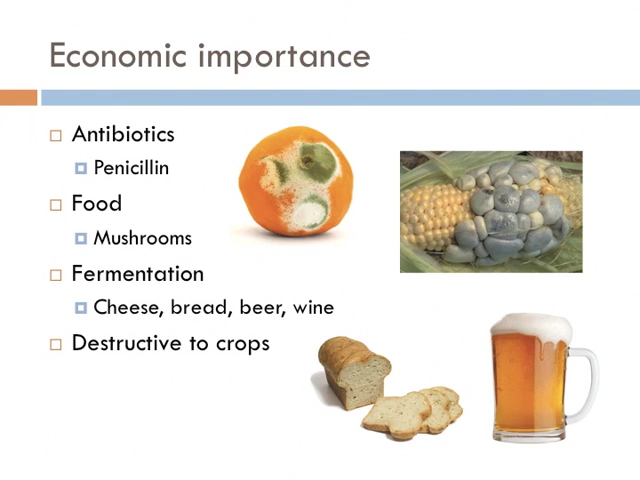 Economic importance
Antibiotics
Penicillin
Food
Mushrooms
Fermentation
Cheese, bread, beer, wine
Destructive to crops